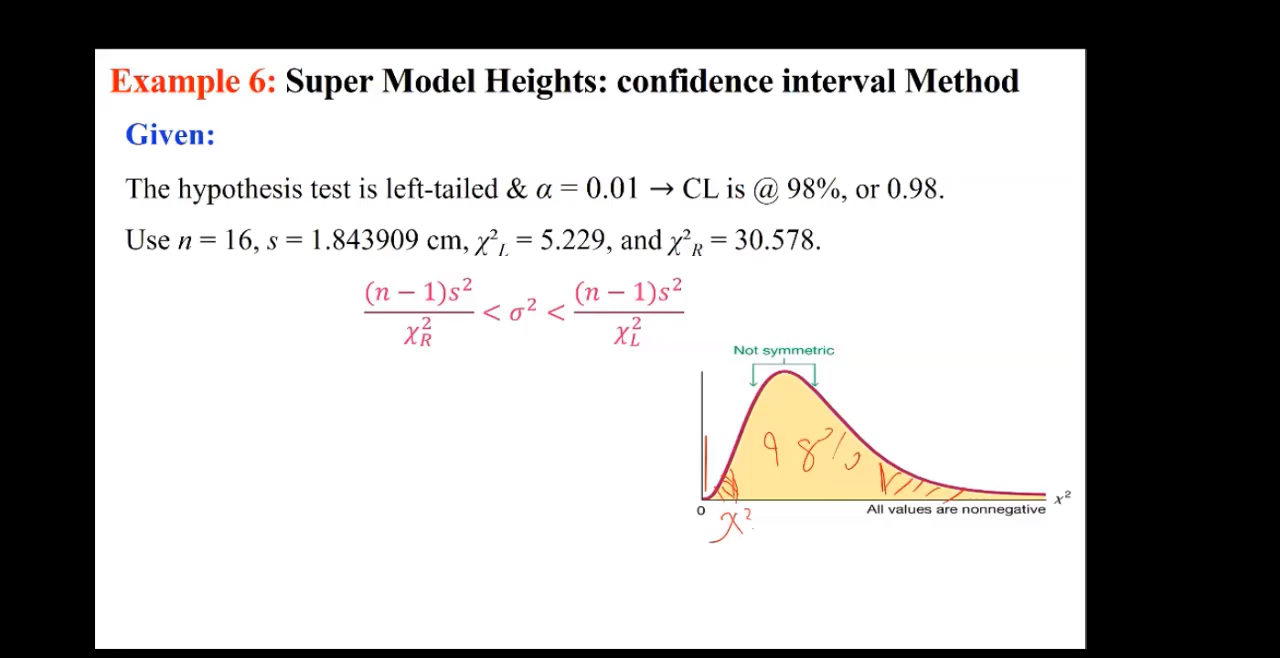 Example 6: Super Model Heights: confidence interval Method
Given:
The hypothesis test is left-tailed & α = 0.01 → CL is @ 98%, or 0.98.
Use n = 16, s = 1.843909 cm, χ²_L = 5.229, and χ²_R = 30.578.
(n − 1)s² / χ²_R < σ² < (n − 1)s² / χ²_L
Not symmetric
98%
0
x²
All values are nonnegative
x²